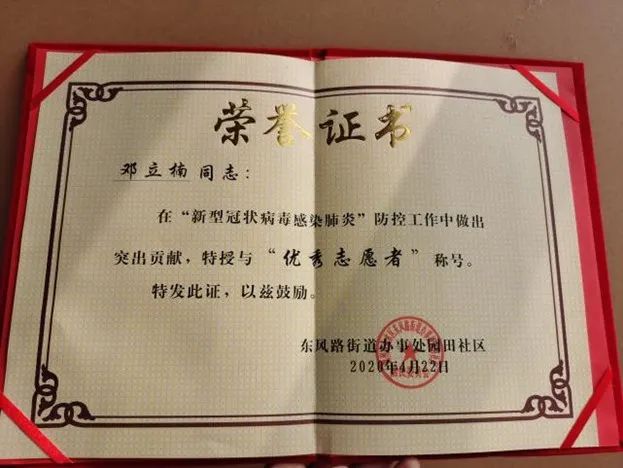 荣誉证书
邓立楠 同志:
在“新型冠状病毒感染肺炎”防控工作中做出
突出贡献,特授与“优秀志愿者”称号。
特发此证,以兹鼓励。
东风路街道办事处园田社区
2020年4月22日